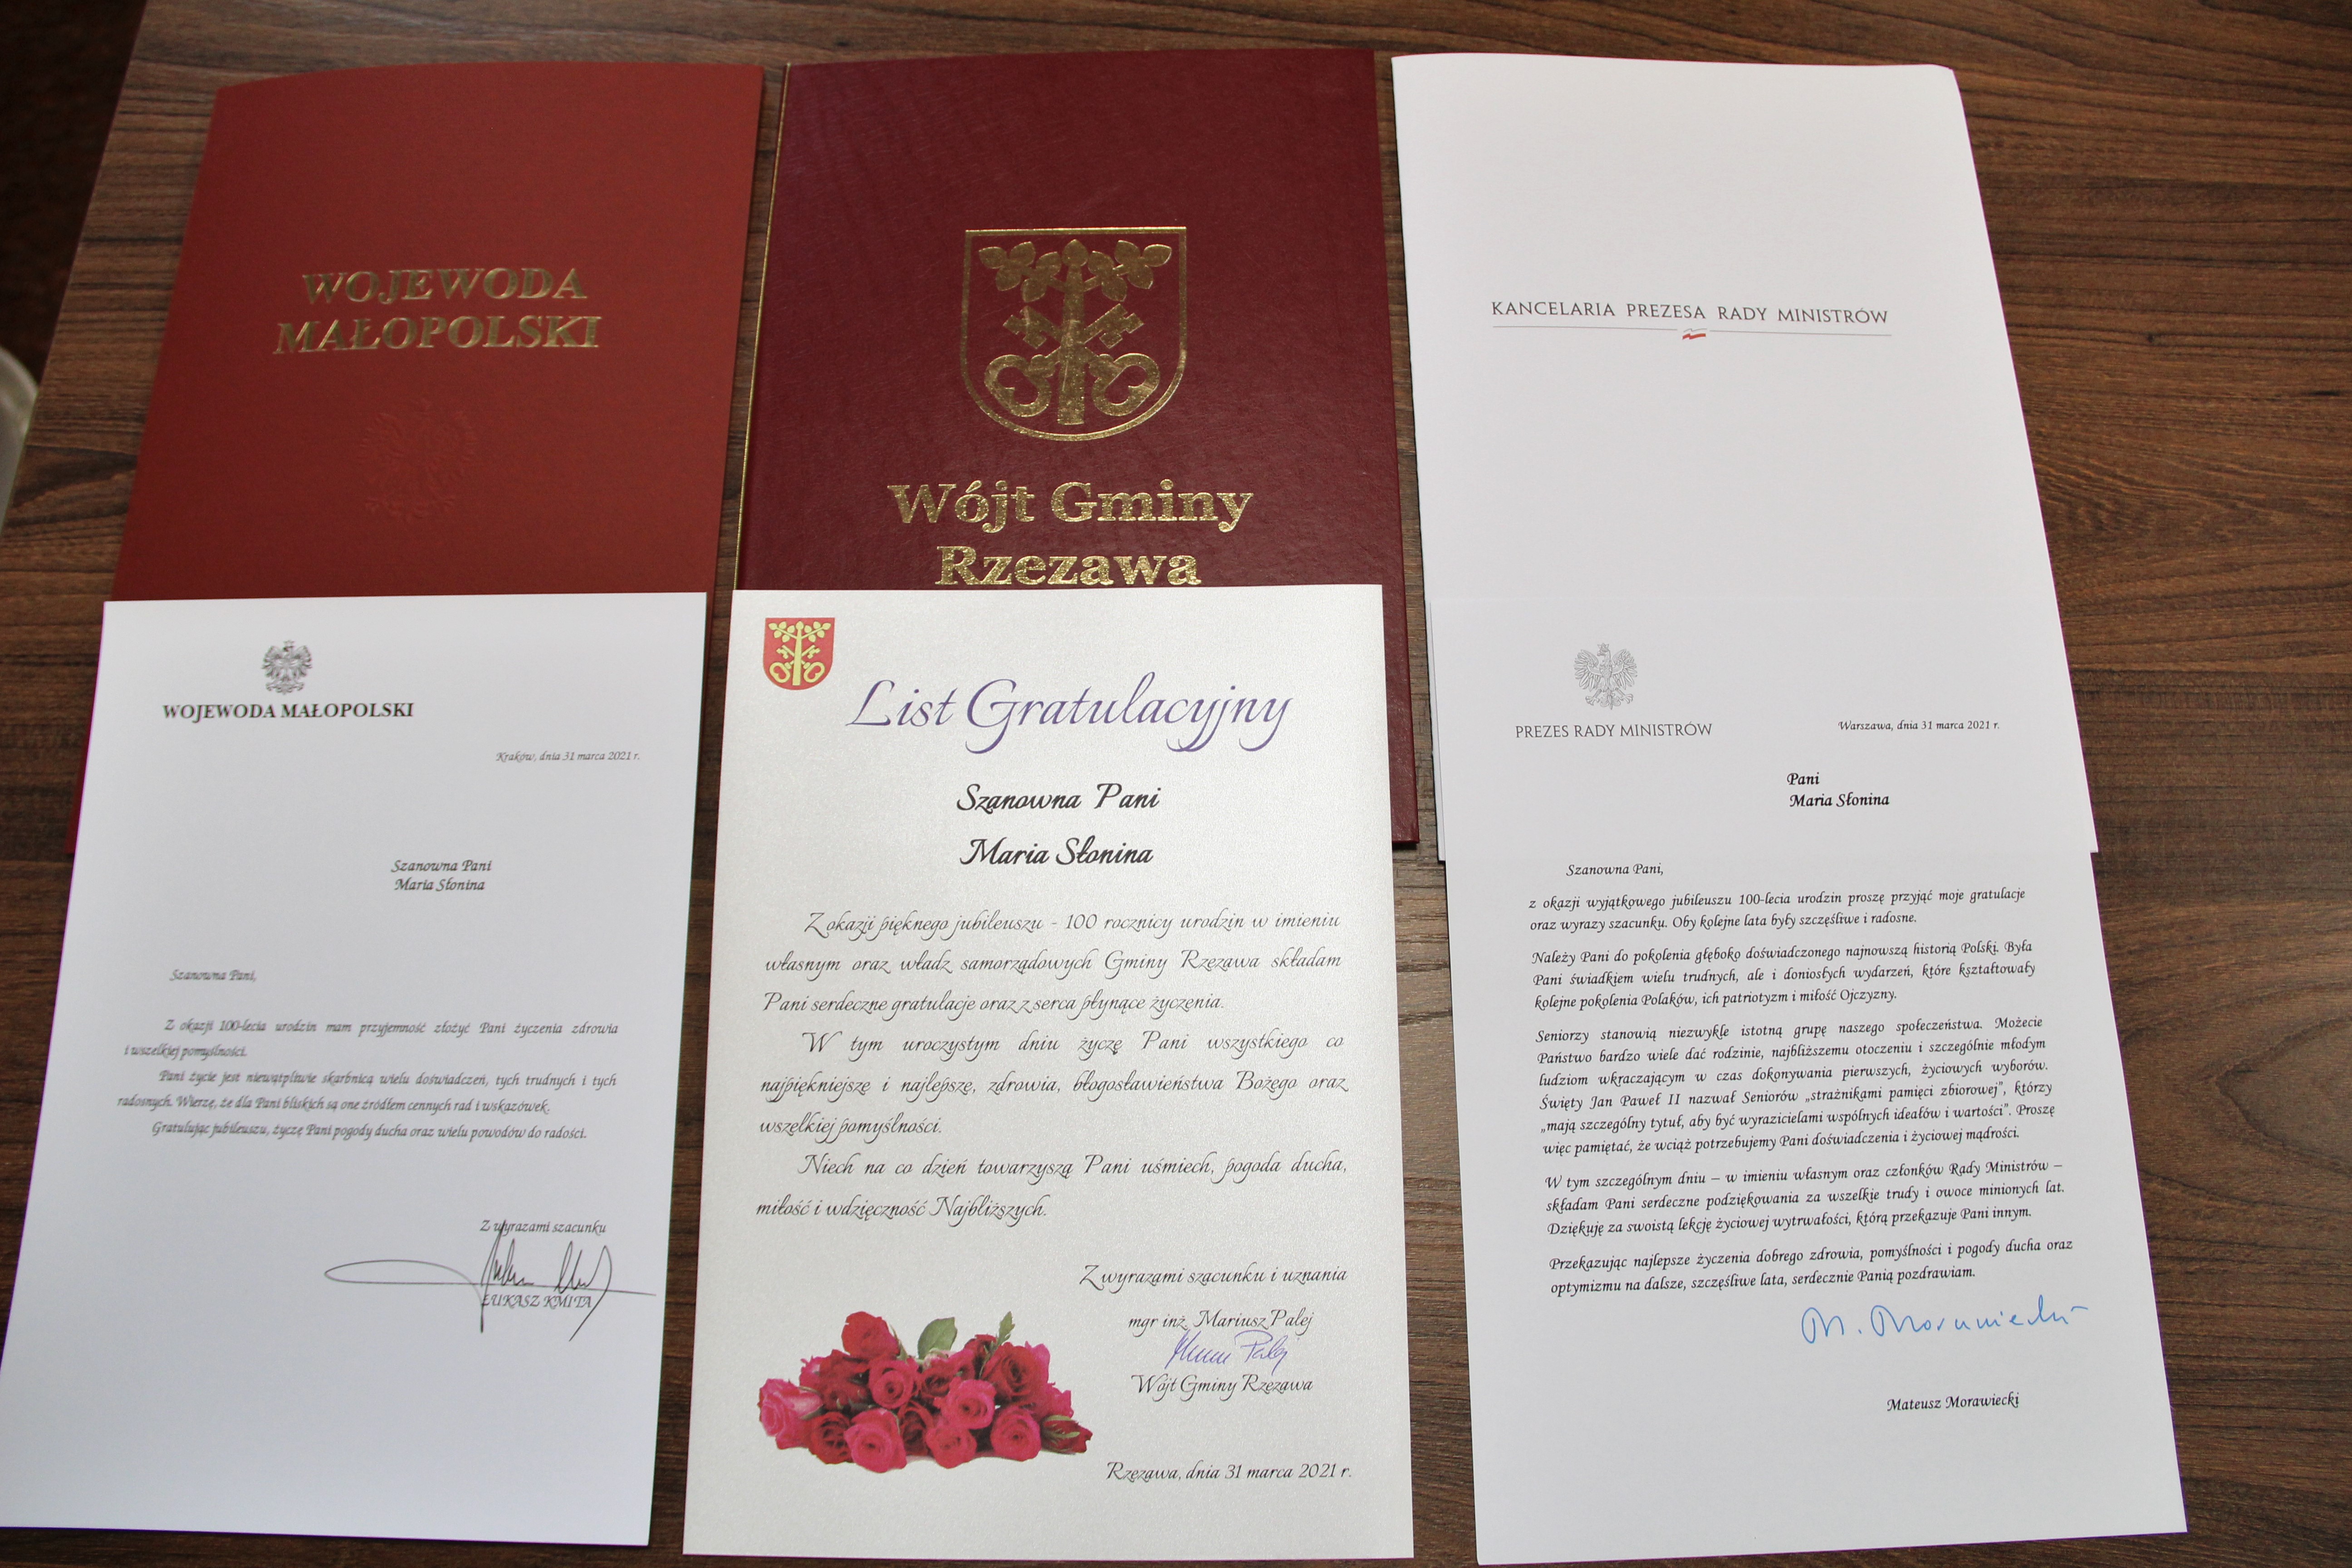 WOJEWODA
MAŁOPOLSKI
Wójt Gminy
Rzezawa
KANCELARIA PREZESA RADY MINISTRÓW
WOJEWODA MAŁOPOLSKI
Kraków, dnia 31 marca 2021 r.
Szanowna Pani
Maria Słonina
Szanowna Pani,
Z okazji 100-lecia urodzin mam przyjemność złożyć Pani życzenia zdrowia
i wszelkiej pomyślności.
Pani życie jest niewątpliwie skarbnicą wielu doświadczeń, tych trudnych i tych
radosnych. Wierzę, że dla Pani bliskich są one źródłem cennych rad i wskazówek.
Gratulując jubileuszu, życzę Pani pogody ducha oraz wielu powodów do radości.
Z wyrazami szacunku
ŁUKASZ KMITA
List Gratulacyjny
Szanowna Pani
Maria Słonina
Z okazji pięknego jubileuszu - 100 rocznicy urodzin w imieniu
własnym oraz władz samorządowych Gminy Rzezawa składam
Pani serdeczne gratulacje oraz z serca płynące życzenia.
W tym uroczystym dniu życzę Pani wszystkiego co
najpiękniejsze i najlepsze, zdrowia, błogosławieństwa Bożego oraz
wszelkiej pomyślności.
Niech na co dzień towarzyszą Pani uśmiech, pogoda ducha,
miłość i wdzięczność Najbliższych.
Z wyrazami szacunku i uznania
mgr inż. Mariusz Palej
Wójt Gminy Rzezawa
Rzezawa, dnia 31 marca 2021 r.
PREZES RADY MINISTRÓW
Warszawa, dnia 31 marca 2021 r.
Pani
Maria Słonina
Szanowna Pani,
z okazji wyjątkowego jubileuszu 100-lecia urodzin proszę przyjąć moje gratulacje
oraz wyrazy szacunku. Oby kolejne lata były szczęśliwe i radosne.
Należy Pani do pokolenia głęboko doświadczonego najnowszą historią Polski. Była
Pani świadkiem wielu trudnych, ale i doniosłych wydarzeń, które kształtowały
kolejne pokolenia Polaków, ich patriotyzm i miłość Ojczyzny.
Seniorzy stanowią niezwykle istotną grupę naszego społeczeństwa. Możecie
Państwo bardzo wiele dać rodzinie, najbliższemu otoczeniu i szczególnie młodym
ludziom wkraczającym w czas dokonywania pierwszych, życiowych wyborów.
Święty Jan Paweł II nazwał Seniorów „strażnikami pamięci zbiorowej", którzy
„mają szczególny tytuł, aby być wyrazicielami wspólnych ideałów i wartości". Proszę
więc pamiętać, że wciąż potrzebujemy Pani doświadczenia i życiowej mądrości.
W tym szczególnym dniu – w imieniu własnym oraz członków Rady Ministrów –
składam Pani serdeczne podziękowania za wszelkie trudy i owoce minionych lat.
Dziękuję za swoistą lekcję życiowej wytrwałości, którą przekazuje Pani innym.
Przekazując najlepsze życzenia dobrego zdrowia, pomyślności i pogody ducha oraz
optymizmu na dalsze, szczęśliwe lata, serdecznie Panią pozdrawiam.
M. Morawiecki
Mateusz Morawiecki